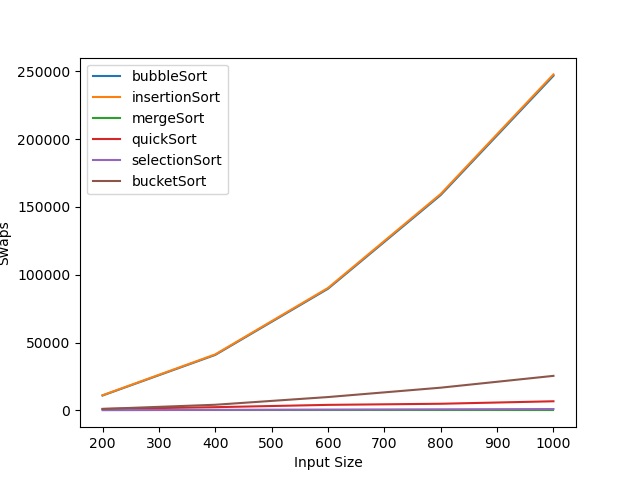 250000
200000
150000
100000
50000
0
Swaps
bubbleSort
insertionSort
mergeSort
quickSort
selectionSort
bucketSort
200 300 400 500 600 700 800 900 1000
Input Size